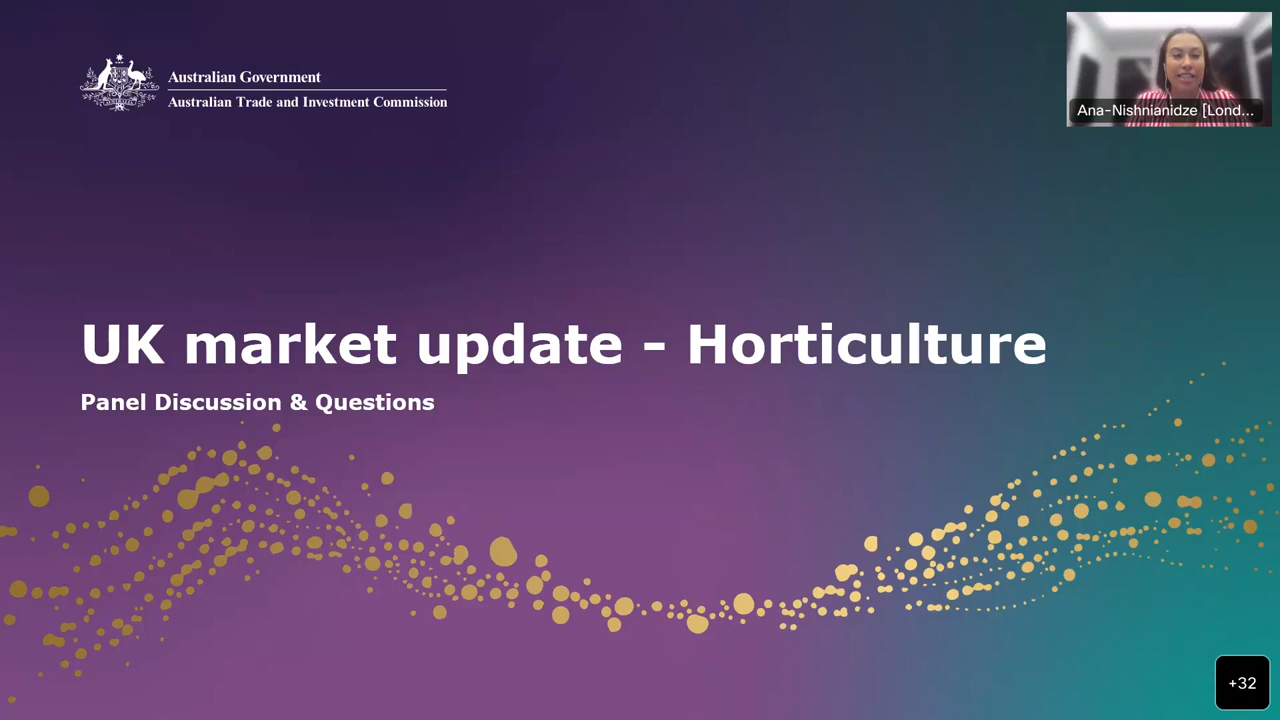 Australian Government
Australian Trade and Investment Commission
Ana-Nishnianidze [Lond...
UK market update - Horticulture
Panel Discussion & Questions
+32